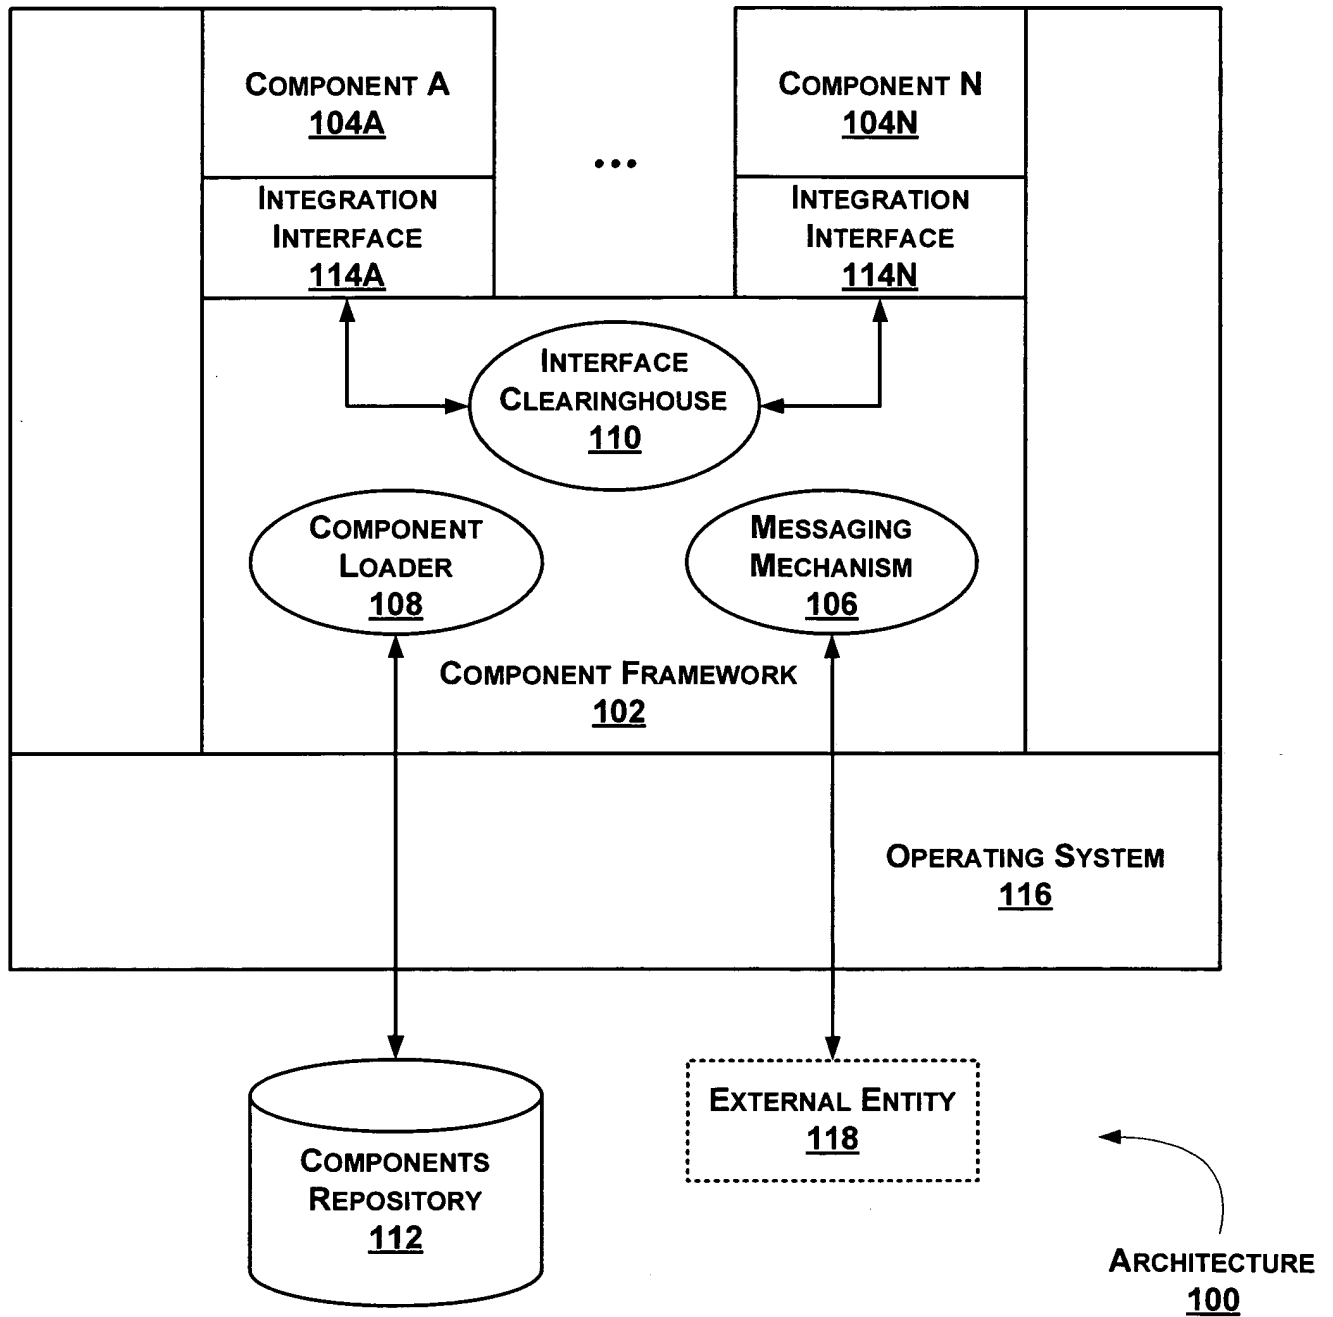 COMPONENT A
104A
COMPONENT N
104N
...
INTEGRATION
INTERFACE
114A
INTEGRATION
INTERFACE
114N
INTERFACE
CLEARINGHOUSE
110
COMPONENT
LOADER
108
MESSAGING
MECHANISM
106
COMPONENT FRAMEWORK
102
OPERATING SYSTEM
116
EXTERNAL ENTITY
118
COMPONENTS
REPOSITORY
112
ARCHITECTURE
100